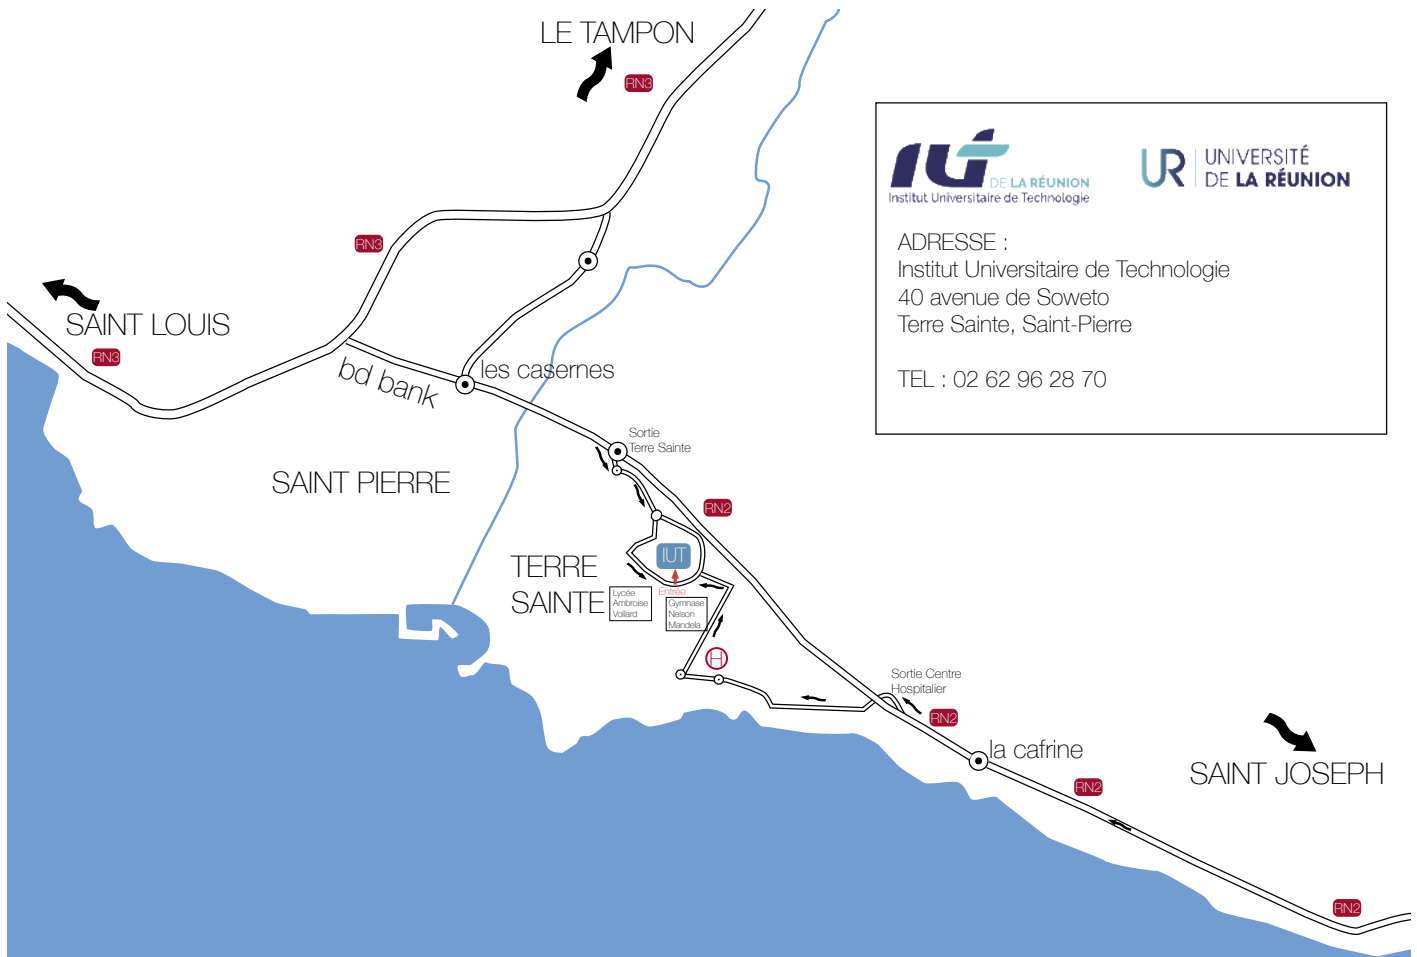 LE TAMPON
RN3
IUT
DE LA RÉUNION
Institut Universitaire de Technologie
UR
UNIVERSITÉ
DE LA RÉUNION
ADRESSE :
Institut Universitaire de Technologie
40 avenue de Soweto
Terre Sainte, Saint-Pierre
TEL : 02 62 96 28 70
RN3
SAINT LOUIS
RN3
bd bank
les casernes
Sortie
Terre Sainte
SAINT PIERRE
RN2
IUT
TERRE
SAINTE
Entrée
Lycée
Ambroise
Vollard
Gymnase
Nelson
Mandela
H
Sortie Centre
Hospitalier
RN2
la cafrine
SAINT JOSEPH
RN2
RN2